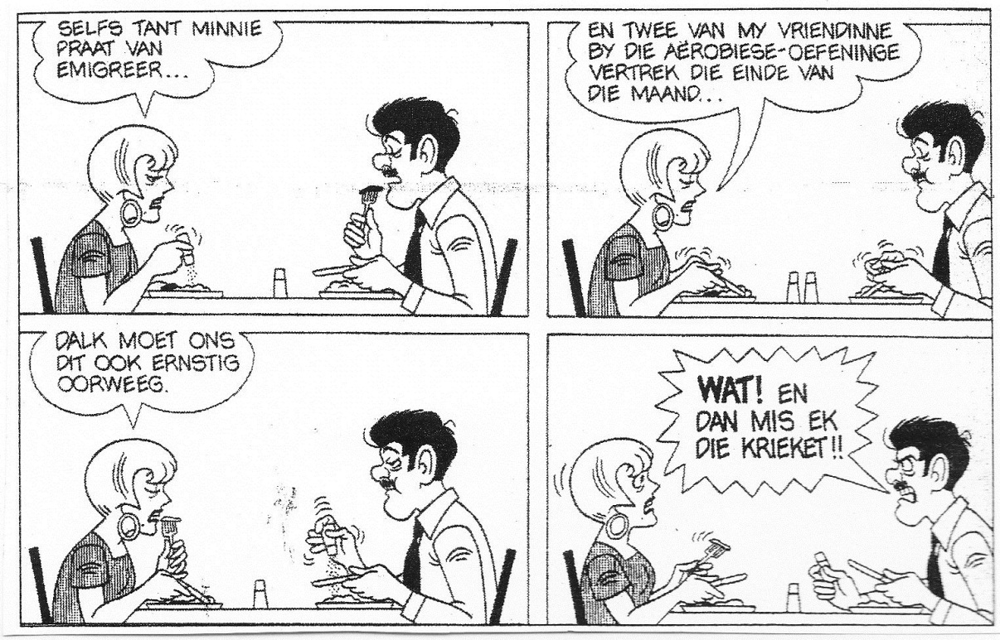 SELFS TANT MINNIE
PRAAT VAN
EMIGREER...
EN TWEE VAN MY VRIENDINNE
BY DIE AËROBIESE-OEFENINGE
VERTREK DIE EINDE VAN
DIE MAAND...
DALK MOET ONS
DIT OOK ERNSTIG
OORWEEG.
WAT! EN
DAN MIS EK
DIE KRIEKET!!